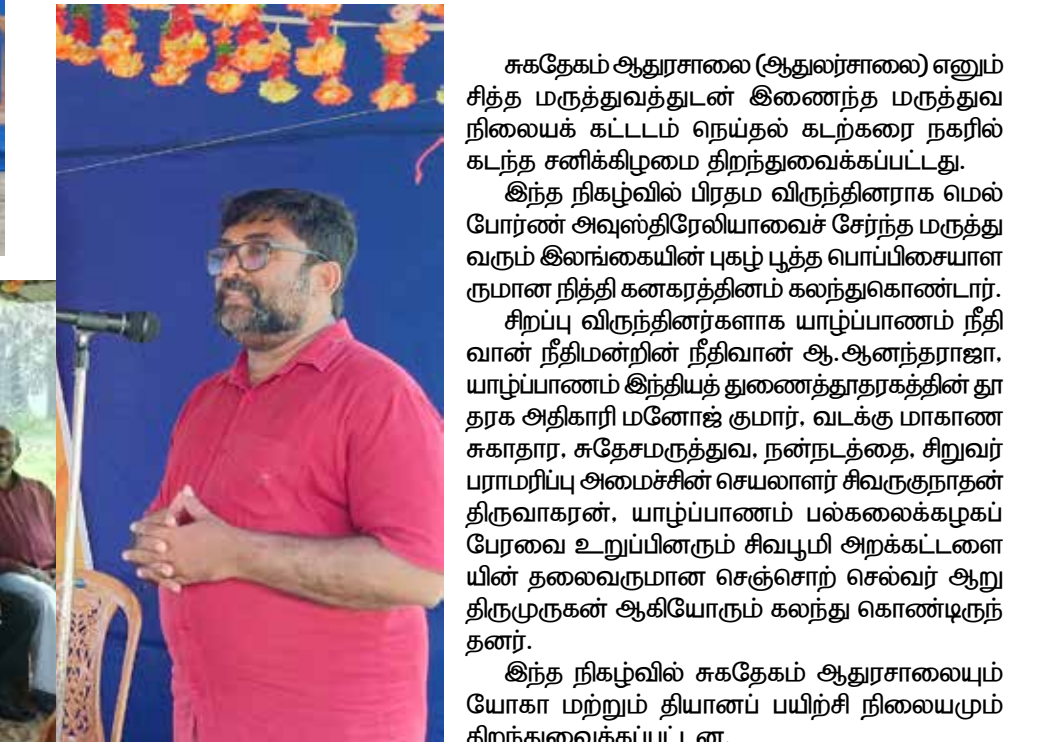 சுகதேகம் ஆதுரசாலை (ஆதுலர்சாலை) எனும்
சித்த மருத்துவத்துடன் இணைந்த மருத்துவ
நிலையக் கட்டடம் நெய்தல் கடற்கரை நகரில்
கடந்த சனிக்கிழமை திறந்துவைக்கப்பட்டது.
இந்த நிகழ்வில் பிரதம விருந்தினராக மெல்
போர்ண் அவுஸ்திரேலியாவைச் சேர்ந்த மருத்து
வரும் இலங்கையின் புகழ் பூத்த பொப்பிசையாள
ருமான நித்தி கனகரத்தினம் கலந்துகொண்டார்.
சிறப்பு விருந்தினர்களாக யாழ்ப்பாணம் நீதி
வான் நீதிமன்றின் நீதிவான் ஆ.ஆனந்தராஜா,
யாழ்ப்பாணம் இந்தியத் துணைத்தூதரகத்தின் தூ
தரக அதிகாரி மனோஜ் குமார், வடக்கு மாகாண
சுகாதார, சுதேசமருத்துவ, நன்நடத்தை, சிறுவர்
பராமரிப்பு அமைச்சின் செயலாளர் சிவருகுநாதன்
திருவாகரன், யாழ்ப்பாணம் பல்கலைக்கழகப்
பேரவை உறுப்பினரும் சிவபூமி அறக்கட்டளை
யின் தலைவருமான செஞ்சொற் செல்வர் ஆறு
திருமுருகன் ஆகியோரும் கலந்து கொண்டிருந்
தனர்.
இந்த நிகழ்வில் சுகதேகம் ஆதுரசாலையும்
யோகா மற்றும் தியானப் பயிற்சி நிலையமும்
திறந்துவைக்கப்பட்டன.